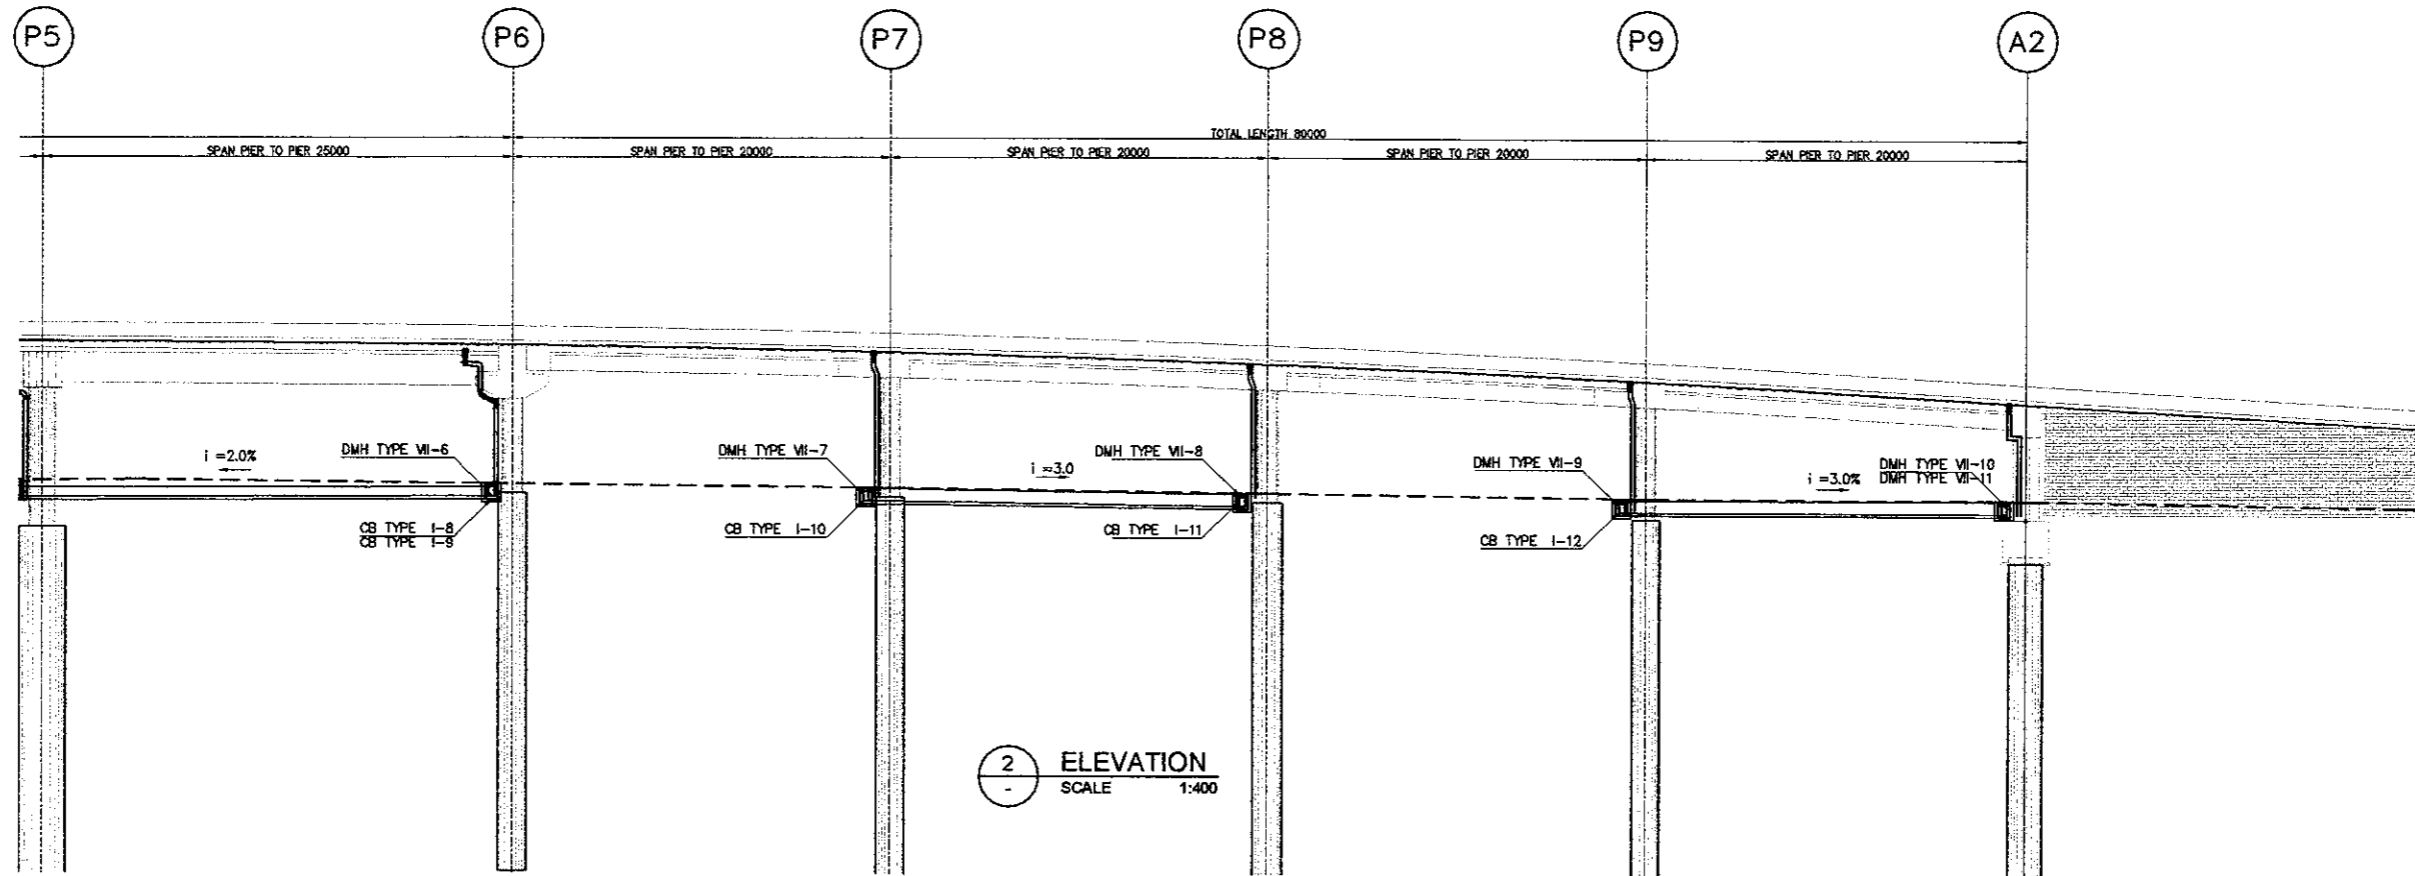 P5
P6
P7
P8
P9
A2
TOTAL LENGTH 80000
SPAN PIER TO PIER 25000
SPAN PIER TO PIER 20000
SPAN PIER TO PIER 20000
SPAN PIER TO PIER 20000
SPAN PIER TO PIER 20000
i =2.0%
DMH TYPE VII-6
CB TYPE I-8
CB TYPE I-9
DMH TYPE VII-7
CB TYPE I-10
i =3.0
DMH TYPE VII-8
CB TYPE I-11
DMH TYPE VII-9
CB TYPE I-12
i =3.0%
DMH TYPE VII-10
DMH TYPE VII-11
2
-
ELEVATION
SCALE 1:400